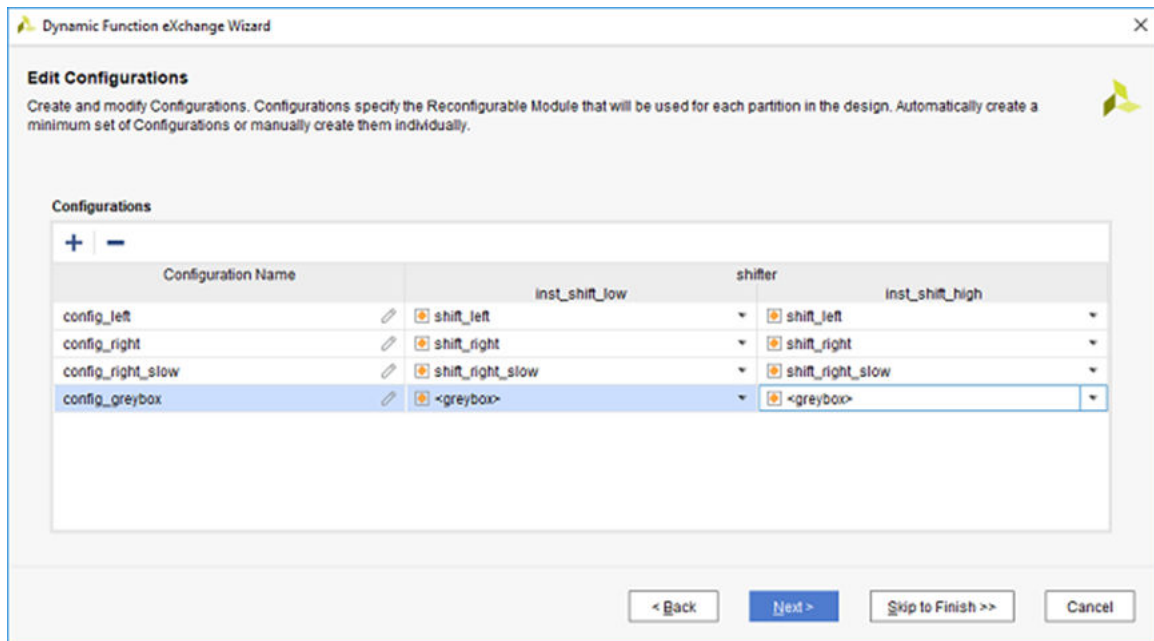 Dynamic Function eXchange Wizard
Edit Configurations
Create and modify Configurations. Configurations specify the Reconfigurable Module that will be used for each partition in the design. Automatically create a
minimum set of Configurations or manually create them individually.
Configurations
Configuration Name shifter
inst_shift_low inst_shift_high
config_left shift_left shift_left
config_right shift_right shift_right
config_right_slow shift_right_slow shift_right_slow
config_greybox <greybox> <greybox>
< Back Next > Skip to Finish >> Cancel